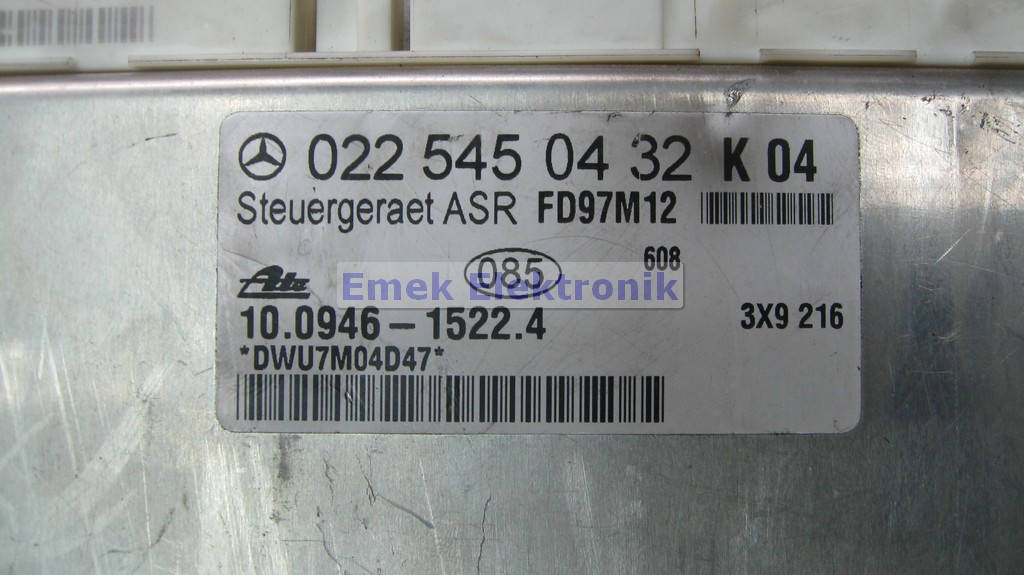 022 545 04 32 K 04
Steuergeraet ASR FD97M12
Ate 085 608
Emek Elektronik
10.0946-1522.4 3X9 216
*DWU7M04D47*